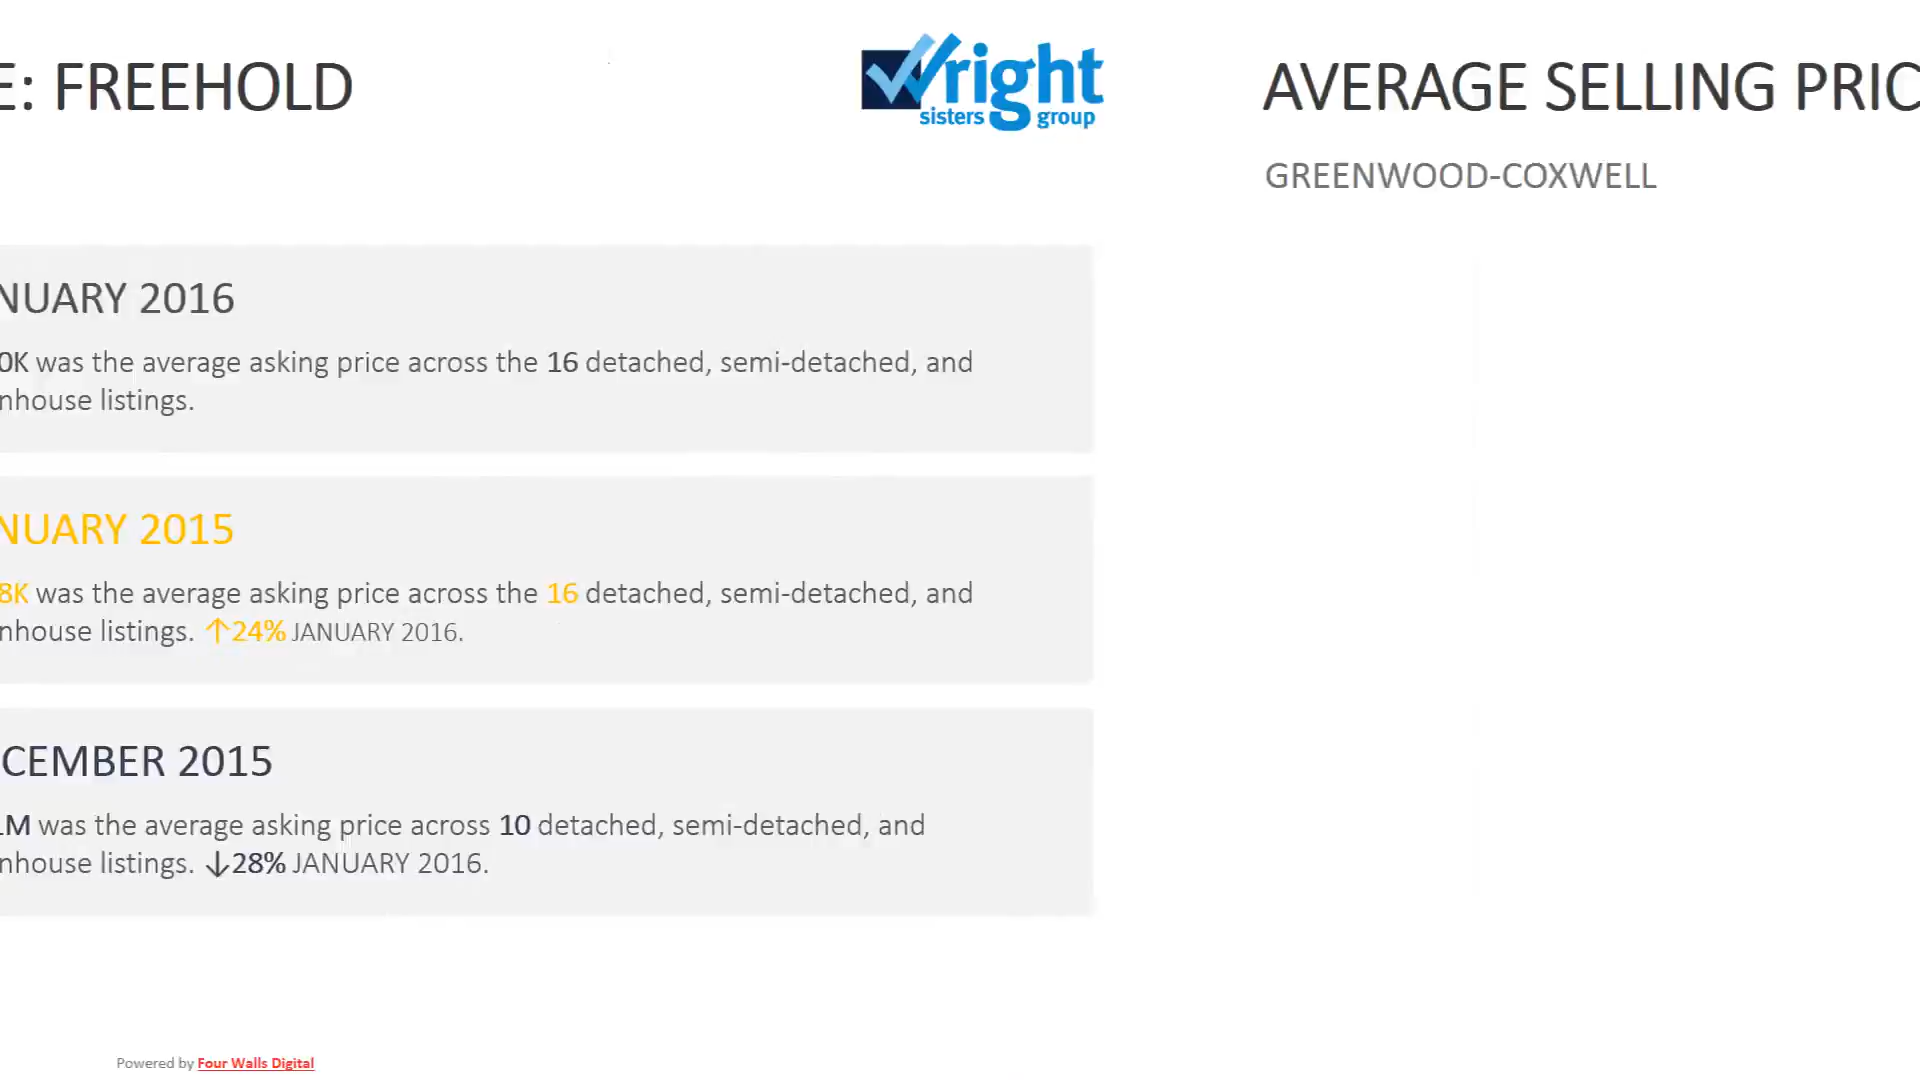 E: FREEHOLD
wright
sisters group
AVERAGE SELLING PRIC
GREENWOOD-COXWELL
NUARY 2016
0K was the average asking price across the 16 detached, semi-detached, and
nhouse listings.
NUARY 2015
8K was the average asking price across the 16 detached, semi-detached, and
nhouse listings. ↑24% JANUARY 2016.
CEMBER 2015
1M was the average asking price across 10 detached, semi-detached, and
nhouse listings. ↓28% JANUARY 2016.
Powered by Four Walls Digital